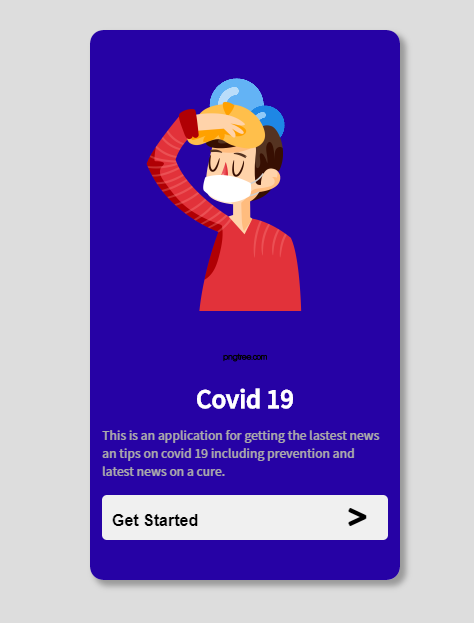 pngtree.com
Covid 19
This is an application for getting the lastest news
an tips on covid 19 including prevention and
latest news on a cure.
Get Started >